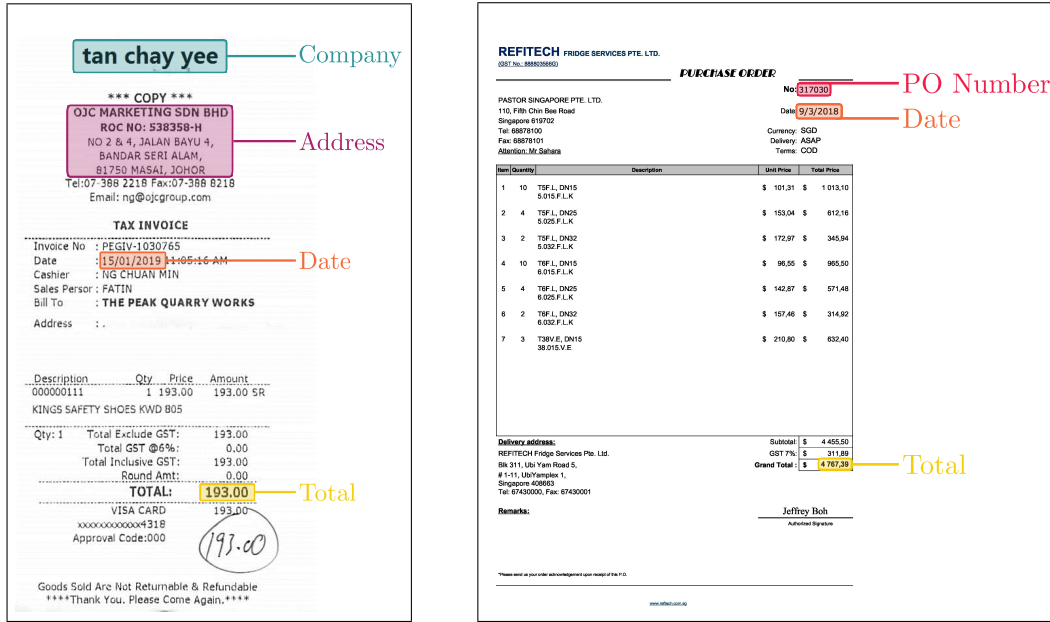 tan chay yee
Company
*** COPY ***
OJC MARKETING SDN BHD
ROC NO: 538358-H
NO 2 & 4, JALAN BAYU 4,
BANDAR SERI ALAM,
81750 MASAI, JOHOR
Address
Tel:07-388 2218 Fax:07-388 8218
Email: ng@ojcgroup.com
TAX INVOICE
Invoice No : PEGIV-1030765
Date : 15/01/2019 11:05:16 AM
Date
Cashier : NG CHUAN MIN
Sales Persor : FATIN
Bill To : THE PEAK QUARRY WORKS
Address : .
Description Qty Price Amount
000000111 1 193.00 193.00 SR
KINGS SAFETY SHOES KWD 805
Qty: 1 Total Exclude GST: 193.00
Total GST @6%: 0.00
Total Inclusive GST: 193.00
Round Amt: 0.00
TOTAL: 193.00
Total
VISA CARD 193.00
xxxxxxxxxxxx4318
Approval Code:000
193.00
Goods Sold Are Not Returnable & Refundable
****Thank You. Please Come Again.****
REFITECH FRIDGE SERVICES PTE. LTD.
PURCHASE ORDER
No: 317030
PO Number
PASTOR SINGAPORE PTE. LTD.
110, Fifth Chin Bee Road
Singapore 619702
Tel: 68878100
Fax: 68878101
Attention: Mr Sahara
Date: 9/3/2018
Date
Currency: SGD
Delivery: ASAP
Terms: COD
Item Quantity Description Unit Price Total Price
1 10 T5F.L, DN15 $ 101,31 $ 1 013,10
5.015.F.L.K
2 4 T5F.L, DN25 $ 153,04 $ 612,16
5.025.F.L.K
3 2 T5F.L, DN32 $ 172,97 $ 345,94
5.032.F.L.K
4 10 T6F.L, DN15 $ 96,55 $ 965,50
6.015.F.L.K
5 4 T6F.L, DN25 $ 142,87 $ 571,48
6.025.F.L.K
6 2 T6F.L, DN32 $ 157,46 $ 314,92
6.032.F.L.K
7 3 T38V.E, DN15 $ 210,80 $ 632,40
38.015.V.E
Delivery address:
REFITECH Fridge Services Pte. Ltd.
Blk 311, Ubi Yam Road 5,
# 1-11, UbiYamplex 1,
Singapore 408663
Tel: 67430000, Fax: 67430001
Subtotal: $ 4 455,50
GST 7%: $ 311,89
Grand Total : $ 4 767,39
Total
Remarks:
Jeffrey Boh
Authorized Signature
*Please send us your order acknowledgement upon receipt of this P.O.
www.refitech.com.sg